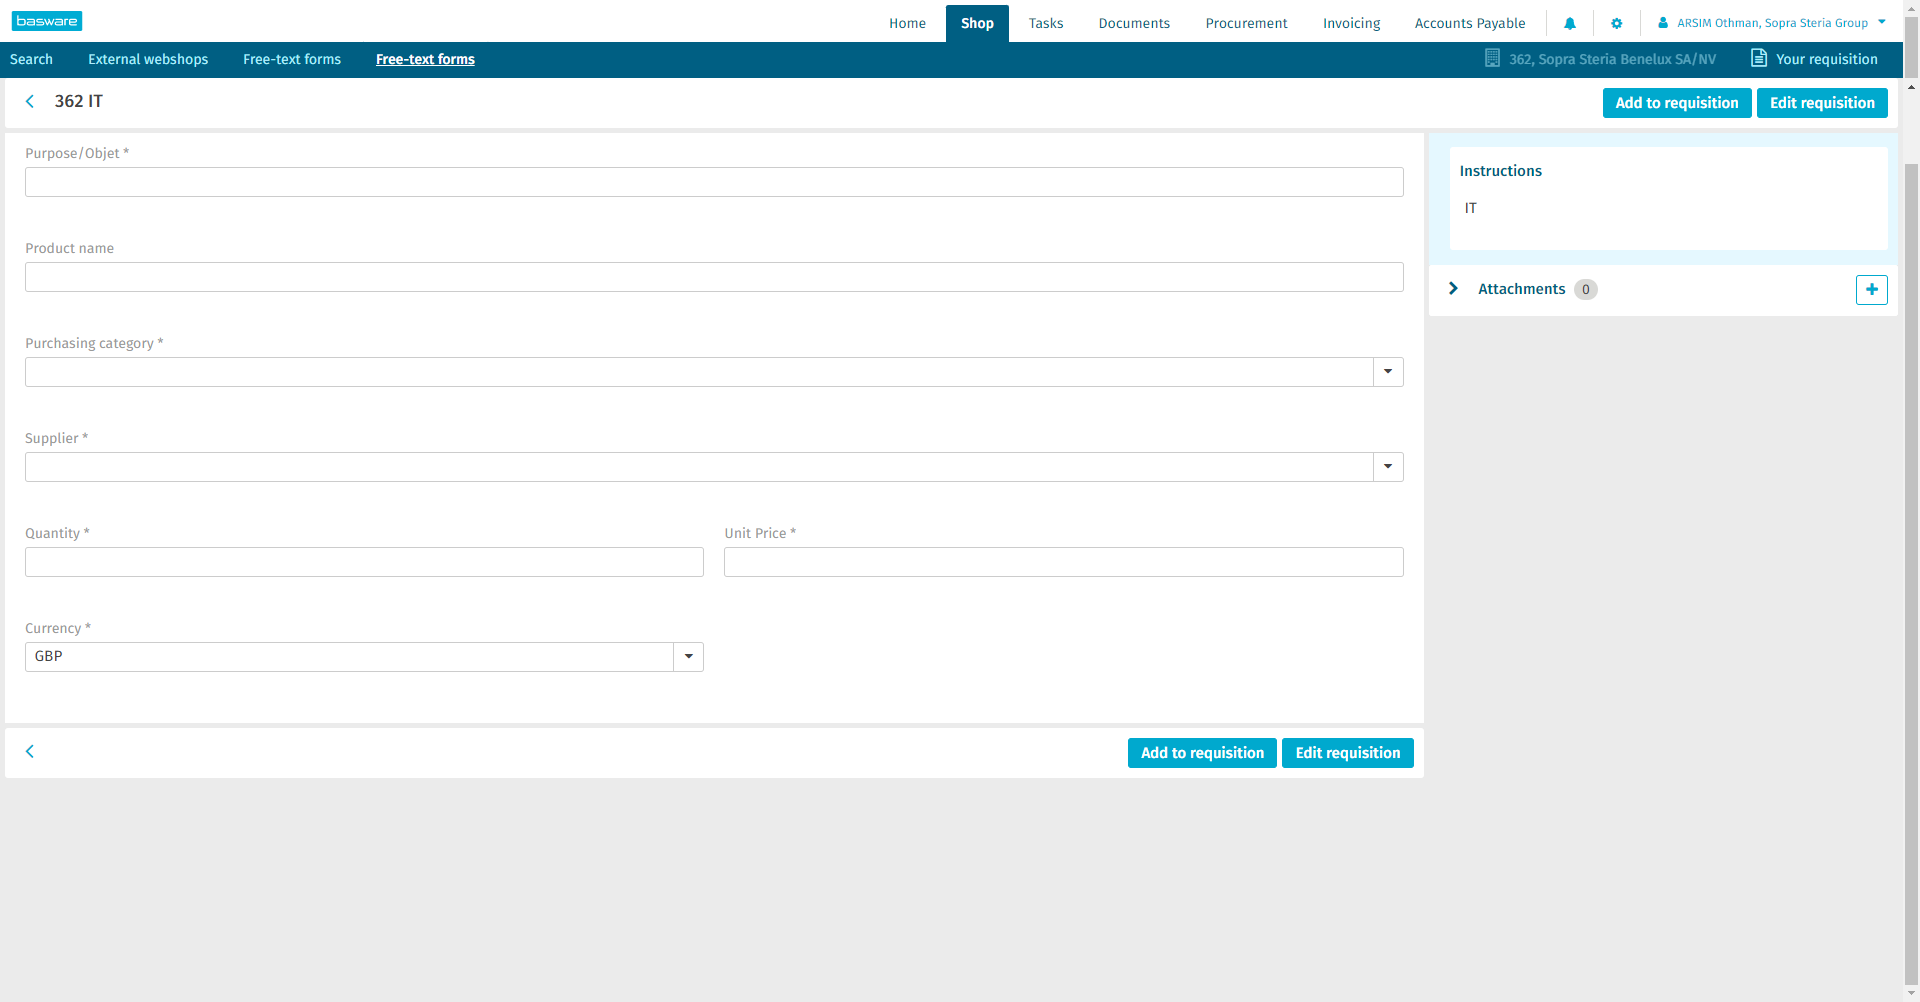 basware
Home
Shop
Tasks
Documents
Procurement
Invoicing
Accounts Payable
ARSIM Othman, Sopra Steria Group
Search
External webshops
Free-text forms
Free-text forms
362, Sopra Steria Benelux SA/NV
Your requisition
362 IT
Add to requisition
Edit requisition
Purpose/Objet *
Product name
Purchasing category *
Supplier *
Quantity *
Unit Price *
Currency *
GBP
Instructions
IT
Attachments 0
Add to requisition
Edit requisition